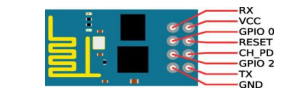 RX
VCC
GPIO 0
RESET
CH_PD
GPIO 2
TX
GND